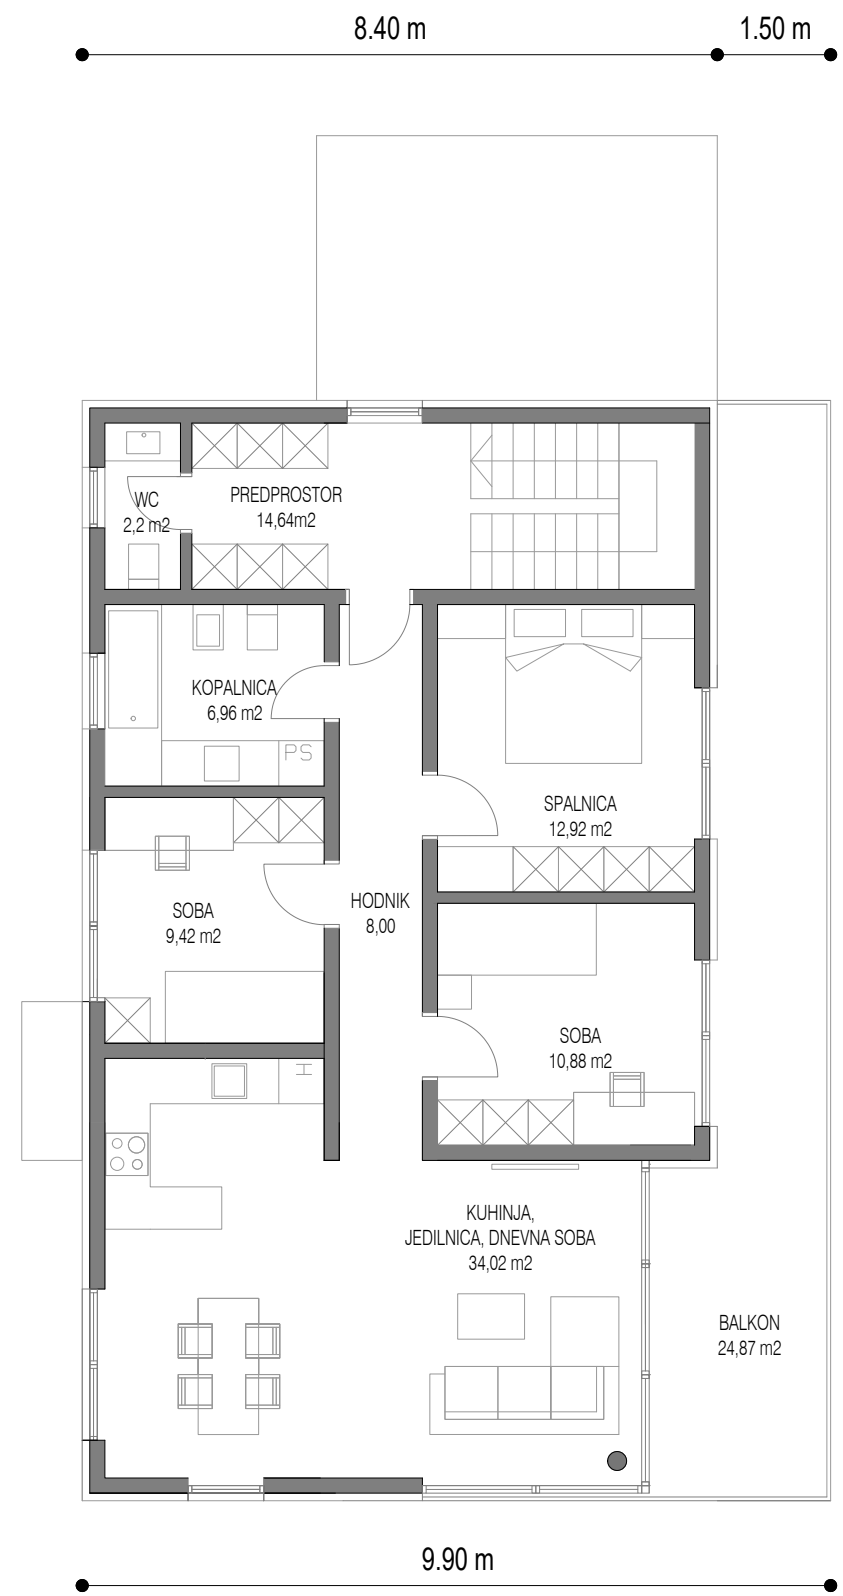 8.40 m
1.50 m
WC
2,2 m2
PREDPROSTOR
14,64m2
KOPALNICA
6,96 m2
PS
SPALNICA
12,92 m2
SOBA
9,42 m2
HODNIK
8,00
SOBA
10,88 m2
H
KUHINJA,
JEDILNICA, DNEVNA SOBA
34,02 m2
BALKON
24,87 m2
9.90 m